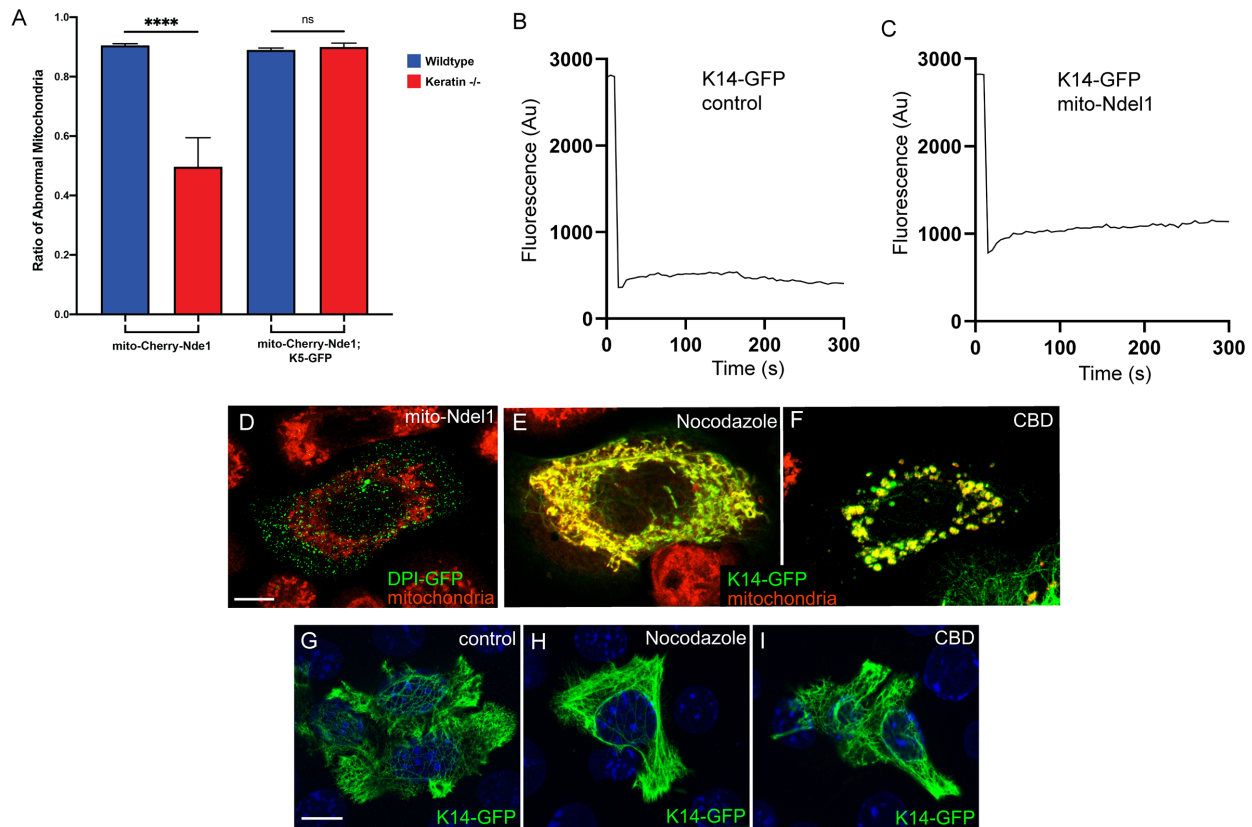 A
Ratio of Abnormal Mitochondria
1.0
0.8
0.6
0.4
0.2
0.0
****
ns
mito-Cherry-Nde1
mito-Cherry-Nde1;
K5-GFP
Wildtype
Keratin -/-
B
Fluorescence (Au)
3000
2000
1000
0
K14-GFP
control
0
100
200
300
Time (s)
C
Fluorescence (Au)
3000
2000
1000
0
K14-GFP
mito-Ndel1
0
100
200
300
Time (s)
D
mito-Ndel1
DPI-GFP
mitochondria
E
Nocodazole
F
CBD
K14-GFP
mitochondria
G
control
K14-GFP
H
Nocodazole
K14-GFP
I
CBD
K14-GFP